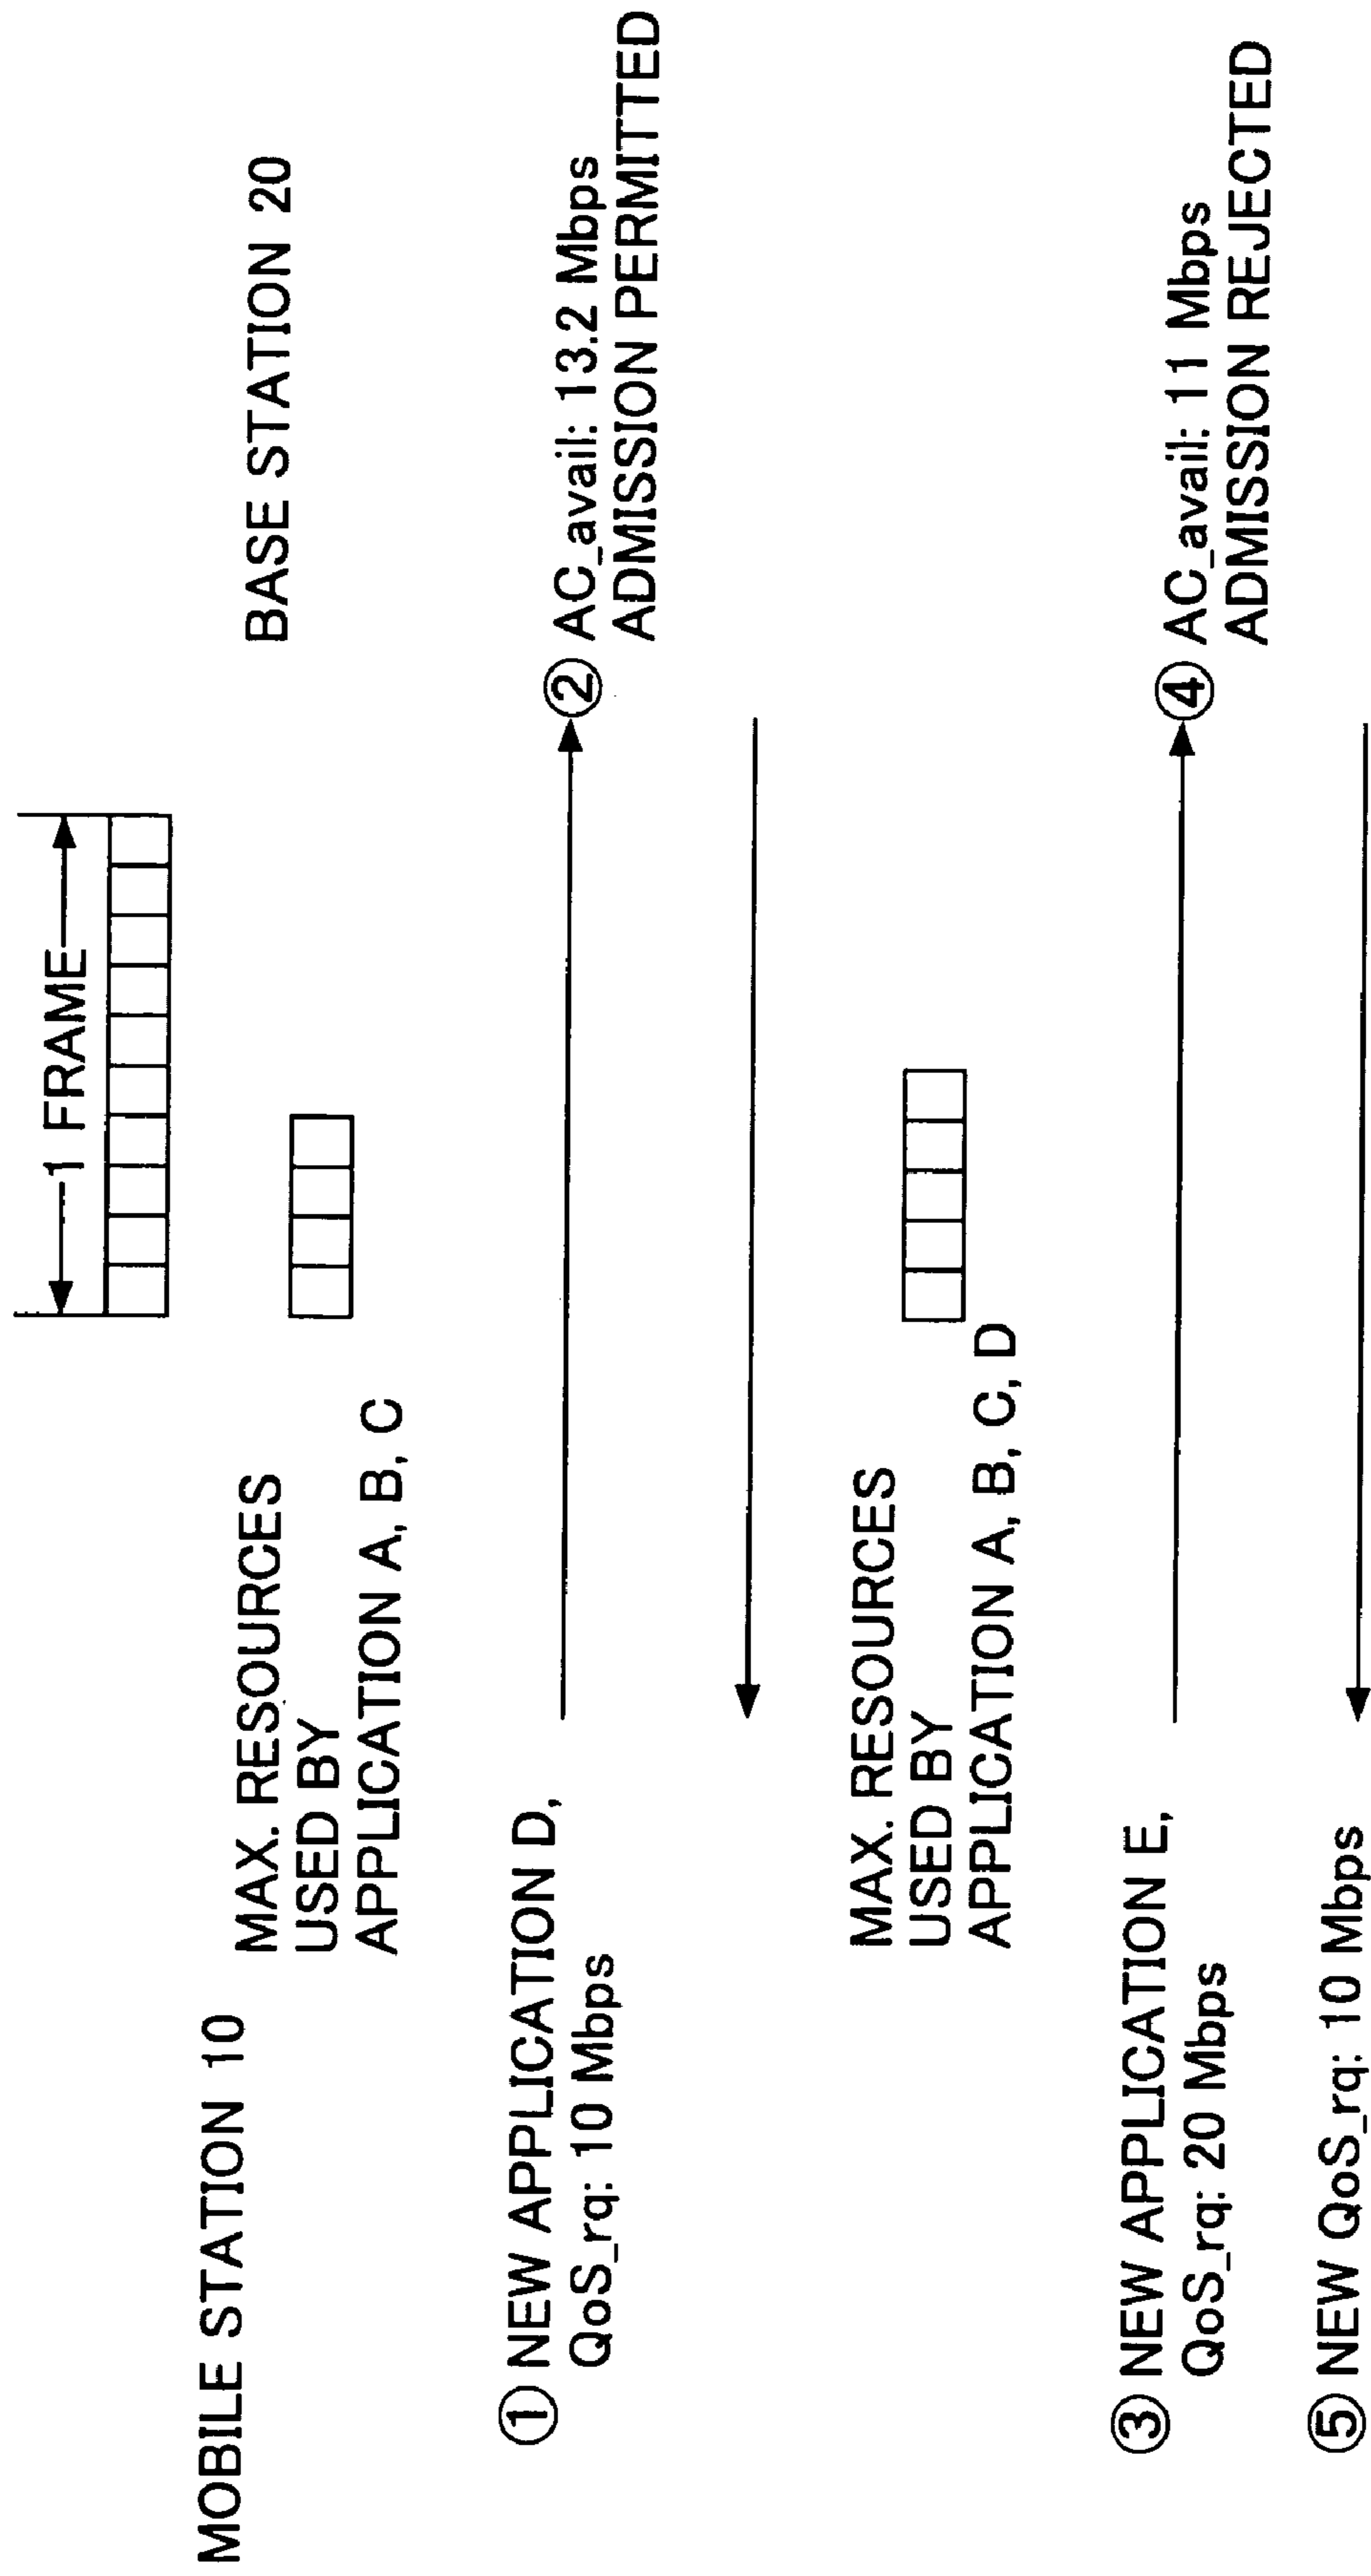 1 FRAME
MOBILE STATION 10
BASE STATION 20
MAX. RESOURCES
USED BY
APPLICATION A, B, C
① NEW APPLICATION D,
QoS_rq: 10 Mbps
② AC_avail: 13.2 Mbps
ADMISSION PERMITTED
MAX. RESOURCES
USED BY
APPLICATION A, B, C, D
③ NEW APPLICATION E,
QoS_rq: 20 Mbps
④ AC_avail: 11 Mbps
ADMISSION REJECTED
⑤ NEW QoS_rq: 10 Mbps